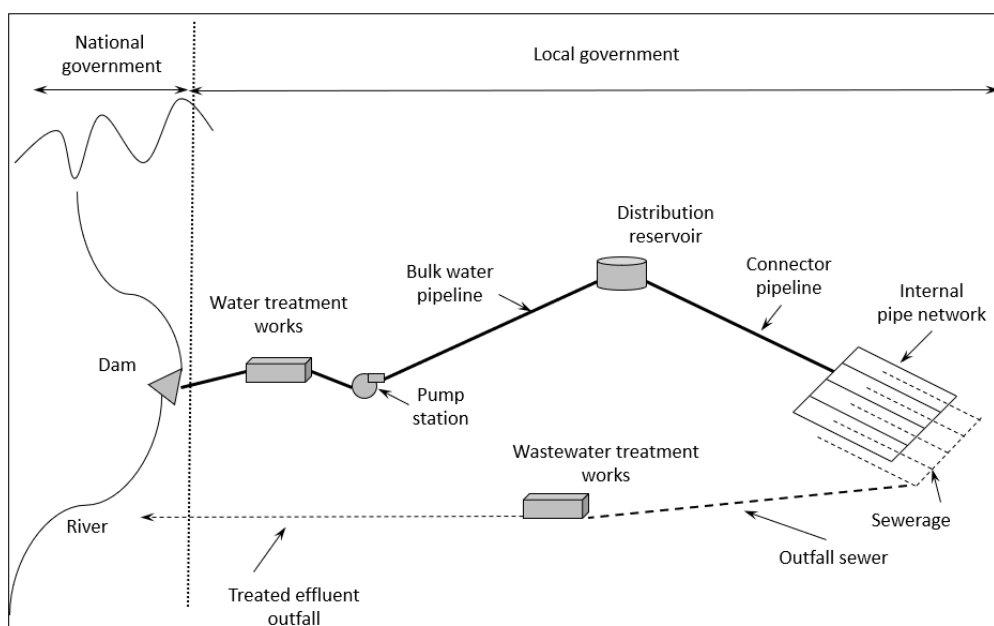 National
government
Local government
Distribution
reservoir
Bulk water
pipeline
Connector
pipeline
Internal
pipe network
Water treatment
works
Dam
Pump
station
Wastewater treatment
works
River
Sewerage
Outfall sewer
Treated effluent
outfall